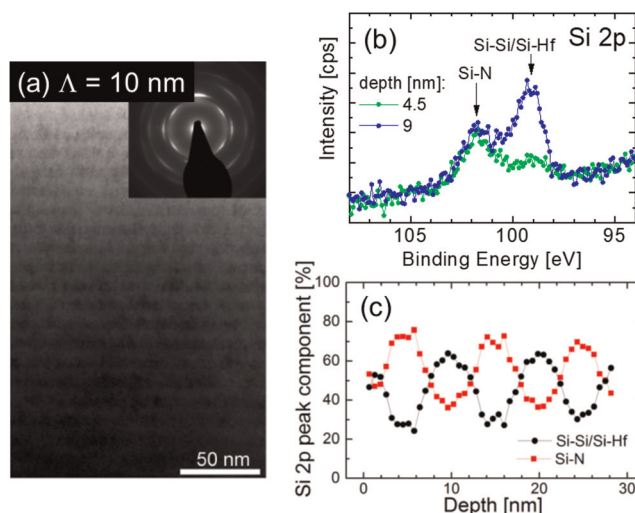 (a) Λ = 10 nm
50 nm
(b)
Si 2p
Si-Si/Si-Hf
Si-N
depth [nm]:
4.5
9
Intensity [cps]
105 100 95
Binding Energy [eV]
(c)
Si 2p peak component [%]
100
80
60
40
20
0
Si-Si/Si-Hf
Si-N
0 10 20 30
Depth [nm]